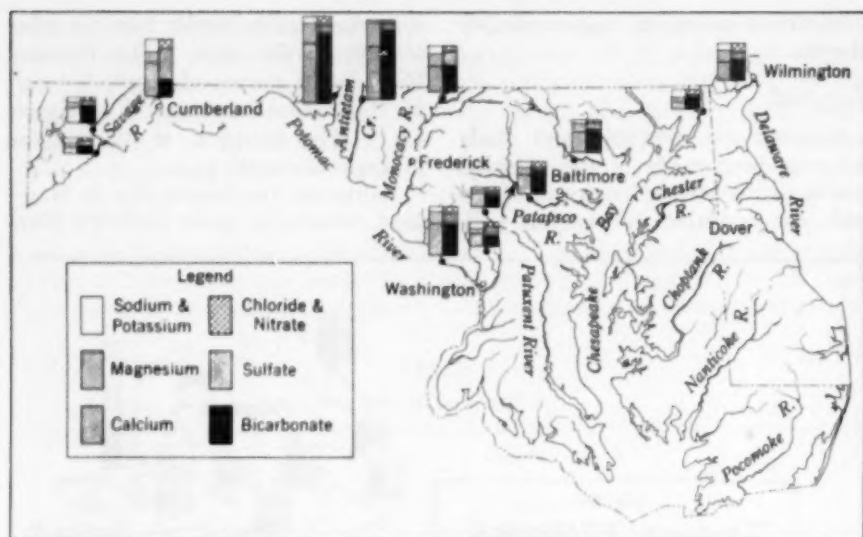 Wilmington
Savage
R.
Cumberland
Potomac
Antietam
Cr.
Monocacy R.
Frederick
Baltimore
Delaware
River
Chester
R.
Patapsco
R.
Bay
Dover
River
Washington
Patuxent River
Chesapeake
Choptank
R.
Nanticoke
R.
Pocomoke
R.
Legend
Sodium & Potassium
Chloride & Nitrate
Magnesium
Sulfate
Calcium
Bicarbonate